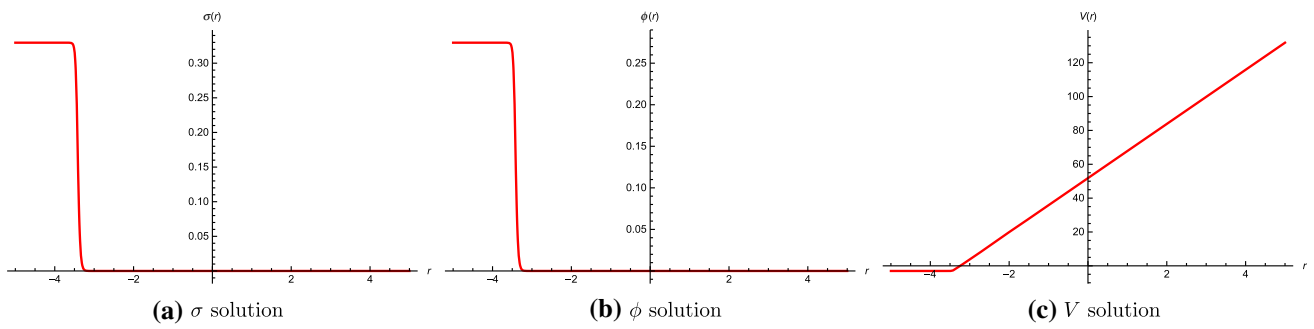 σ(r)
0.30
0.25
0.20
0.15
0.10
0.05
−4 −2 2 4 r
(a) σ solution
ϕ(r)
0.25
0.20
0.15
0.10
0.05
−4 −2 2 4 r
(b) ϕ solution
V(r)
120
100
80
60
40
20
−4 −2 2 4 r
(c) V solution